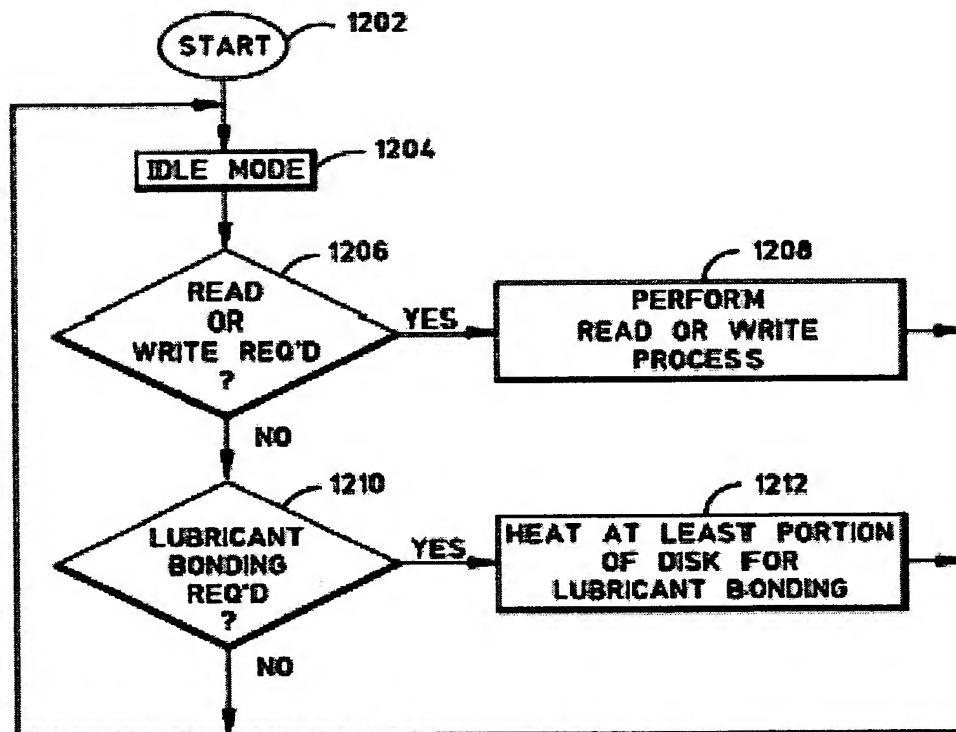 1202
START
1204
IDLE MODE
1206
READ
OR
WRITE REQ'D
?
YES
1208
PERFORM
READ OR WRITE
PROCESS
NO
1210
LUBRICANT
BONDING
REQ'D
?
YES
1212
HEAT AT LEAST PORTION
OF DISK FOR
LUBRICANT BONDING
NO